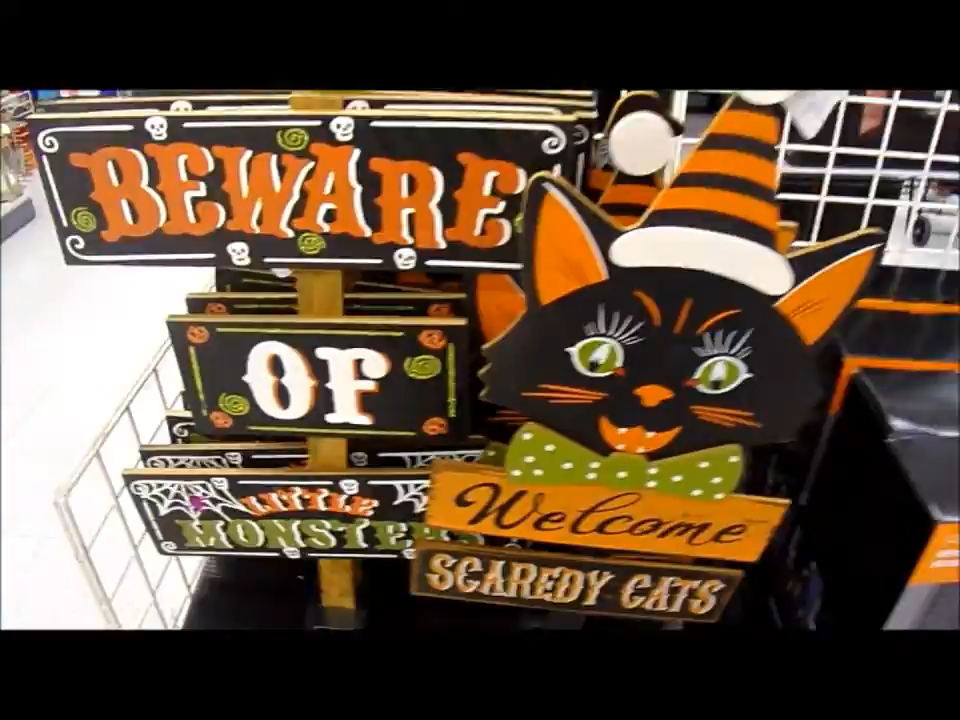 BEWARE
OF
LITTLE
MONSTERS
Welcome
SCAREDY CATS